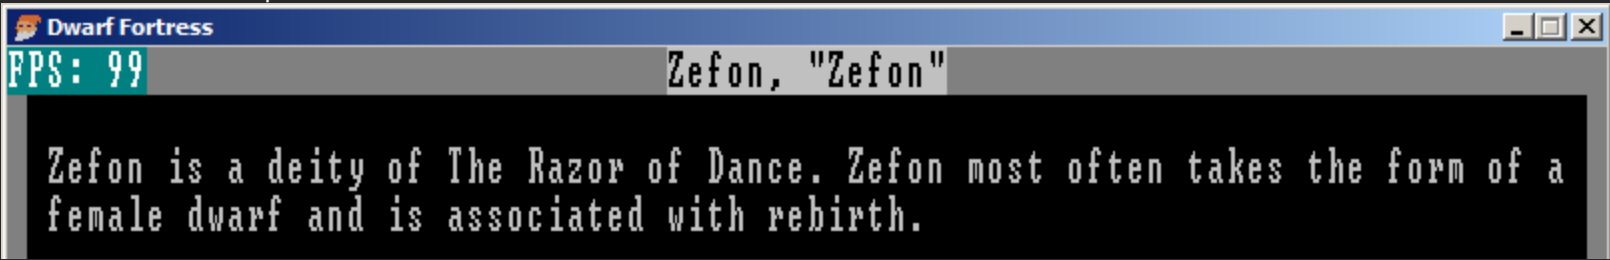 Dwarf Fortress
FPS: 99
Zefon, "Zefon"
Zefon is a deity of The Razor of Dance. Zefon most often takes the form of a
female dwarf and is associated with rebirth.